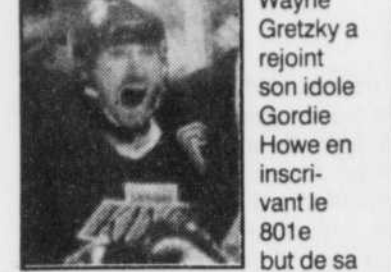 Wayne
Gretzky a
rejoint
son idole
Gordie
Howe en
inscri-
vant le
801e
but de sa